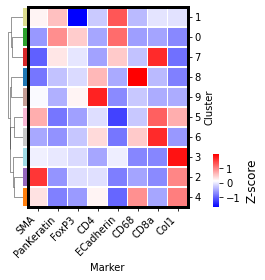 1
0
7
8
9
5
6
3
2
4
Cluster
SMA
PanKeratin
FoxP3
CD4
ECadherin
CD68
CD8a
Col1
Marker
1
0
−1
Z-score